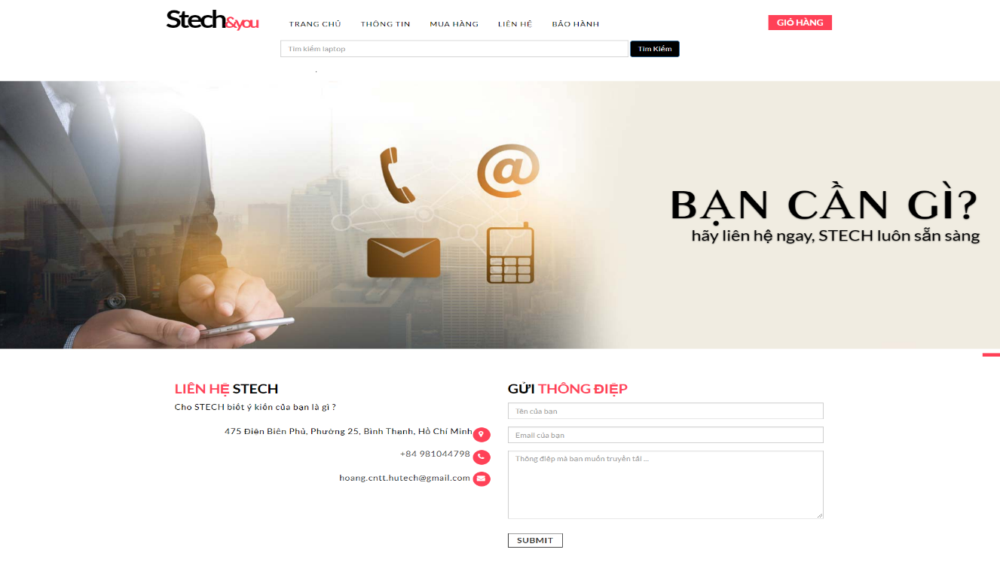 Stech&you
TRANG CHỦ THÔNG TIN MUA HÀNG LIÊN HỆ BẢO HÀNH
GIỎ HÀNG
Tìm kiếm laptop
Tìm Kiếm
@
BẠN CẦN GÌ?
hãy liên hệ ngay, STECH luôn sẵn sàng
LIÊN HỆ STECH
Cho STECH biết ý kiến của bạn là gì ?
475 Điện Biên Phủ, Phường 25, Bình Thạnh, Hồ Chí Minh
+84 981044798
hoang.cntt.hutech@gmail.com
GỬI THÔNG ĐIỆP
Tên của bạn
Email của bạn
Thông điệp mà bạn muốn truyền tải ...
SUBMIT